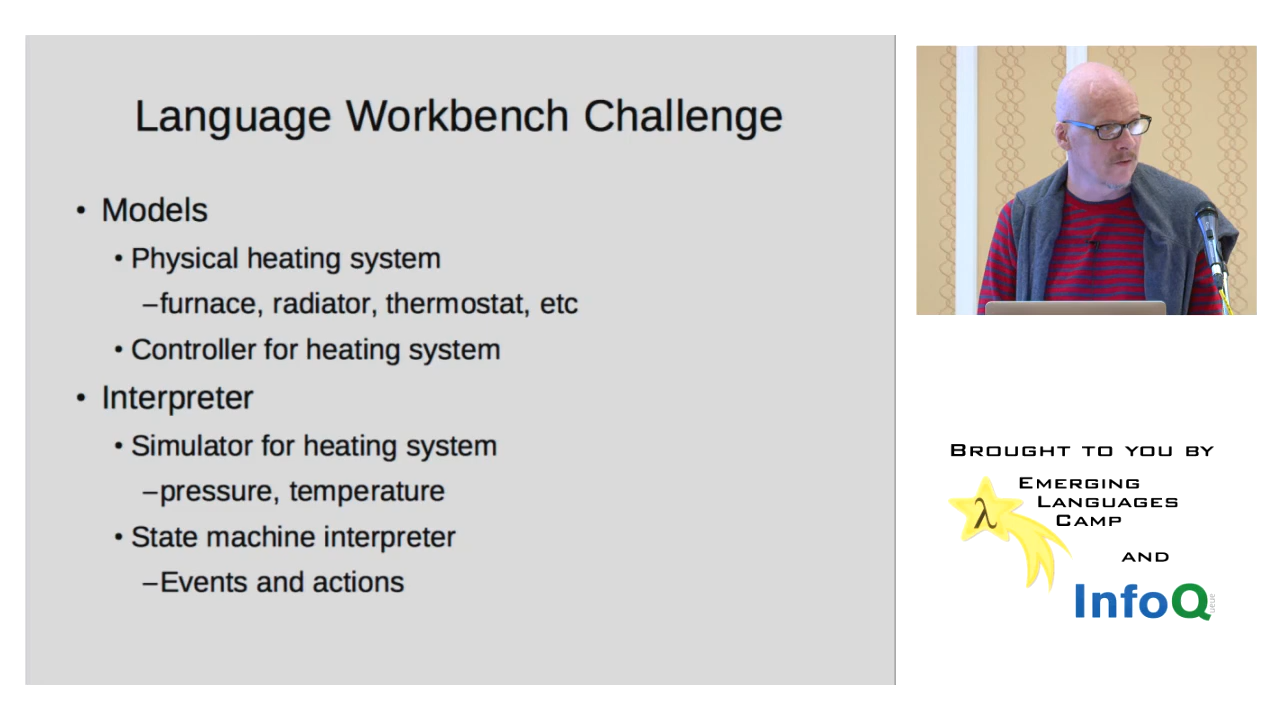 Language Workbench Challenge
• Models
• Physical heating system
–furnace, radiator, thermostat, etc
• Controller for heating system
• Interpreter
• Simulator for heating system
–pressure, temperature
• State machine interpreter
–Events and actions
BROUGHT TO YOU BY
EMERGING
LANGUAGES
CAMP
λ
AND
InfoQ
ueue